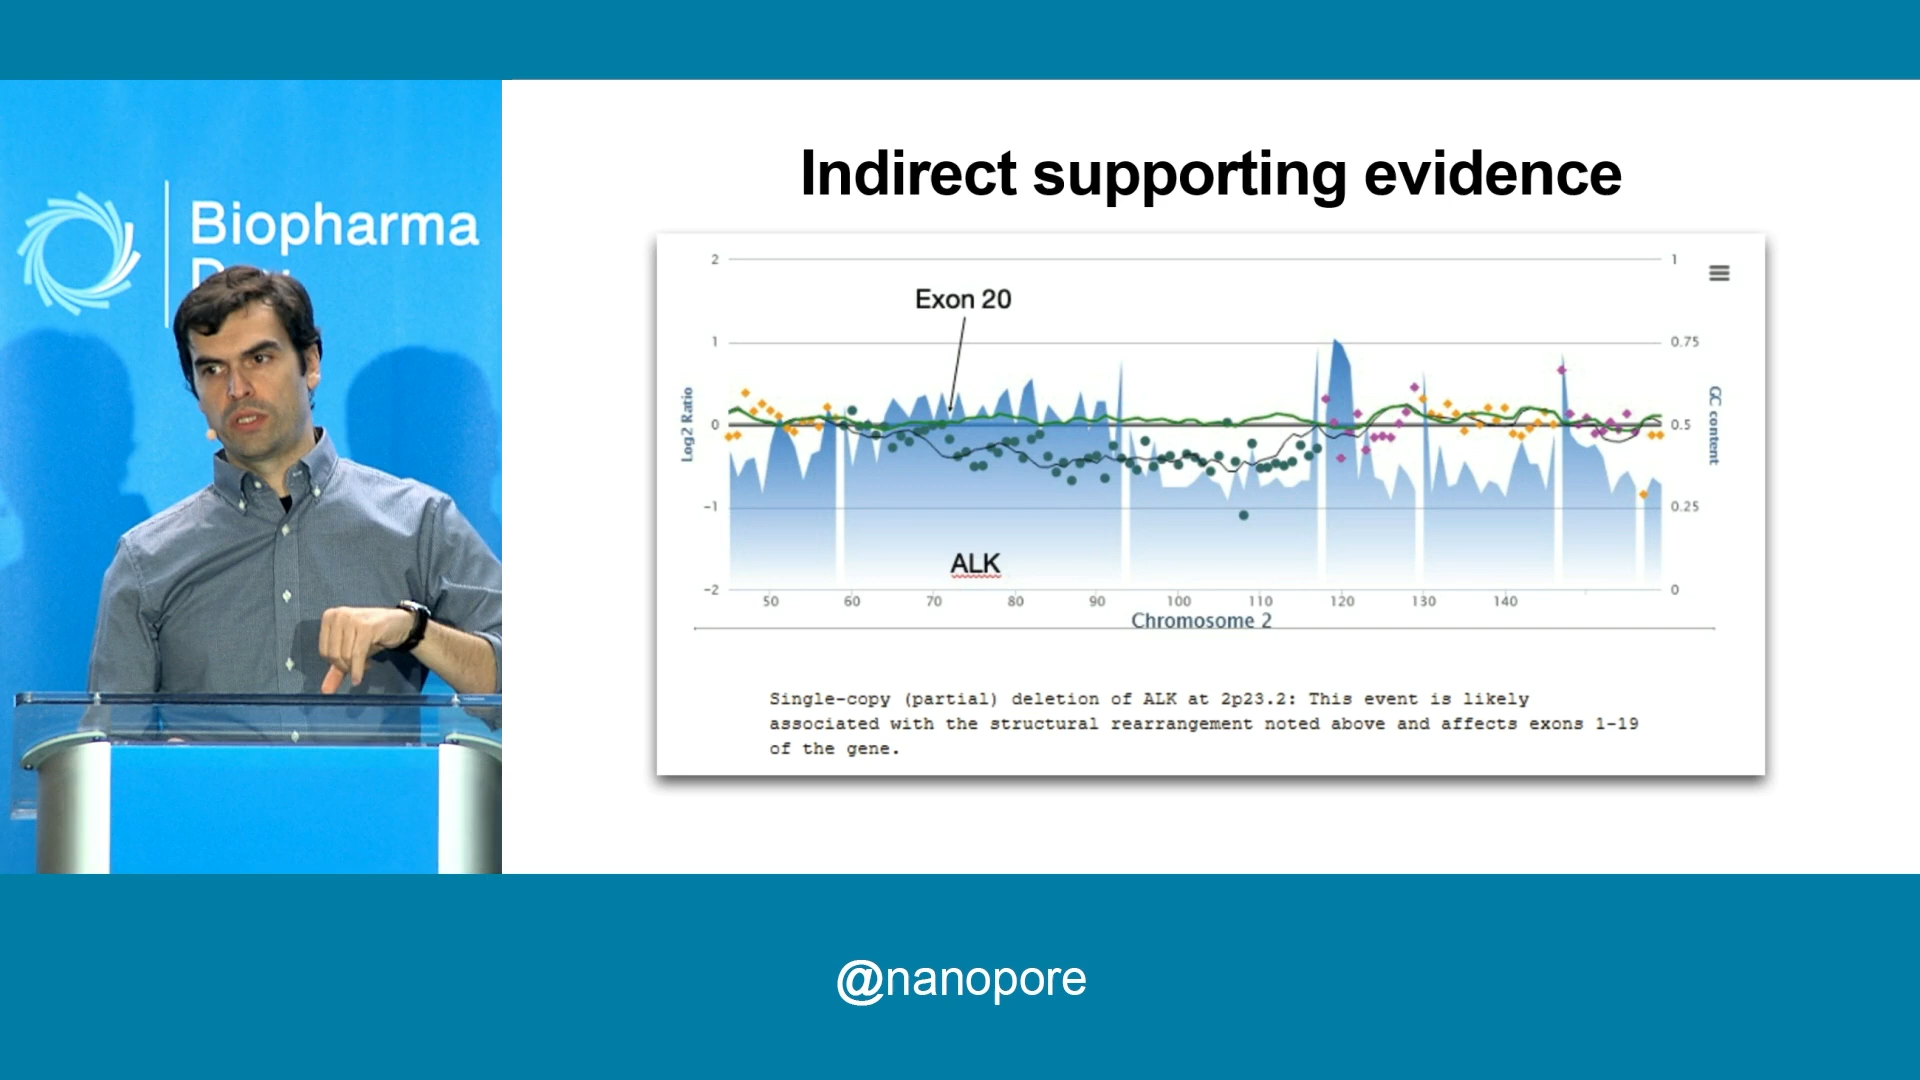 Biopharma
Indirect supporting evidence
2
1
Exon 20
1
0.75
Log2 Ratio
GC content
0
0.5
-1
0.25
ALK
-2
0
50
60
70
80
90
100
110
120
130
140
Chromosome 2
Single-copy (partial) deletion of ALK at 2p23.2: This event is likely
associated with the structural rearrangement noted above and affects exons 1-19
of the gene.
@nanopore